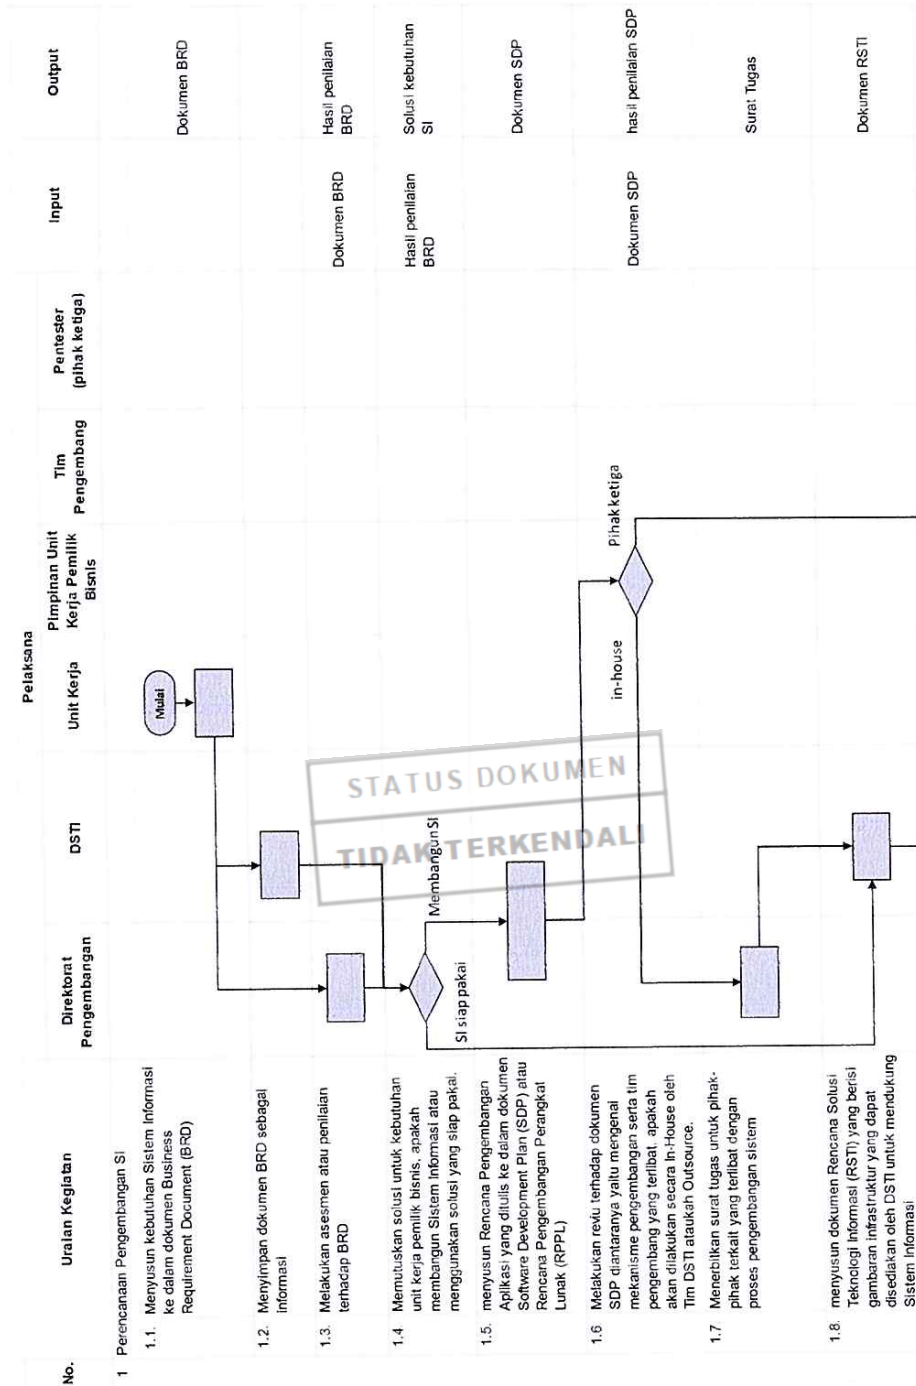 Pelaksana
No.
Uraian Kegiatan
Direktorat
Pengembangan
DSTI
Unit Kerja
Pimpinan Unit
Kerja Pemilik
Bisnis
Tim
Pengembang
Pentester
(pihak ketiga)
Input
Output
1 Perencanaan Pengembangan SI
1.1. Menyusun kebutuhan Sistem Informasi
ke dalam dokumen Business
Requirement Document (BRD)
Mulai
Dokumen BRD
1.2. Menyimpan dokumen BRD sebagai
informasi
1.3. Melakukan asesmen atau penilaian
terhadap BRD
Dokumen BRD
Hasil penilaian
BRD
1.4 Memutuskan solusi untuk kebutuhan
unit kerja pemilik bisnis, apakah
membangun Sistem Informasi atau
menggunakan solusi yang siap pakai.
SI siap pakai
Membangun SI
Hasil penilaian
BRD
Solusi kebutuhan
SI
1.5. menyusun Rencana Pengembangan
Aplikasi yang ditulis ke dalam dokumen
Software Development Plan (SDP) atau
Rencana Pengembangan Perangkat
Lunak (RPPL)
Dokumen SDP
1.6 Melakukan reviu terhadap dokumen
SDP diantaranya yaitu mengenai
mekanisme pengembangan serta tim
pengembang yang terlibat. apakah
akan dilakukan secara In-House oleh
Tim DSTI ataukah Outsource.
in-house
Pihak ketiga
Dokumen SDP
hasil penilaian SDP
1.7 Menerbitkan surat tugas untuk pihak-
pihak terkait yang terlibat dengan
proses pengembangan sistem
Surat Tugas
1.8. menyusun dokumen Rencana Solusi
Teknologi Informasi (RSTI) yang berisi
gambaran Infrastruktur yang dapat
disediakan oleh DSTI untuk mendukung
Sistem Informasi
Dokumen RSTI
STATUS DOKUMEN
TIDAK TERKENDALI